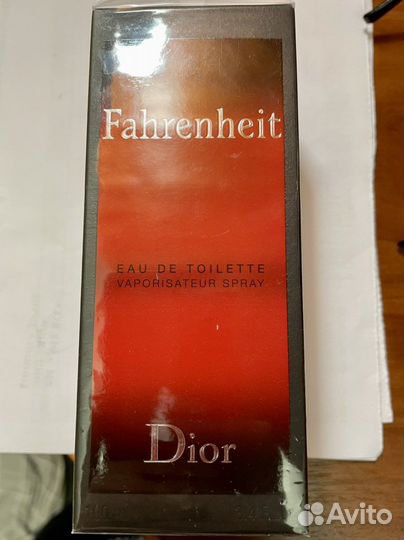 Fahrenheit
EAU DE TOILETTE
VAPORISATEUR SPRAY
Dior
Avito